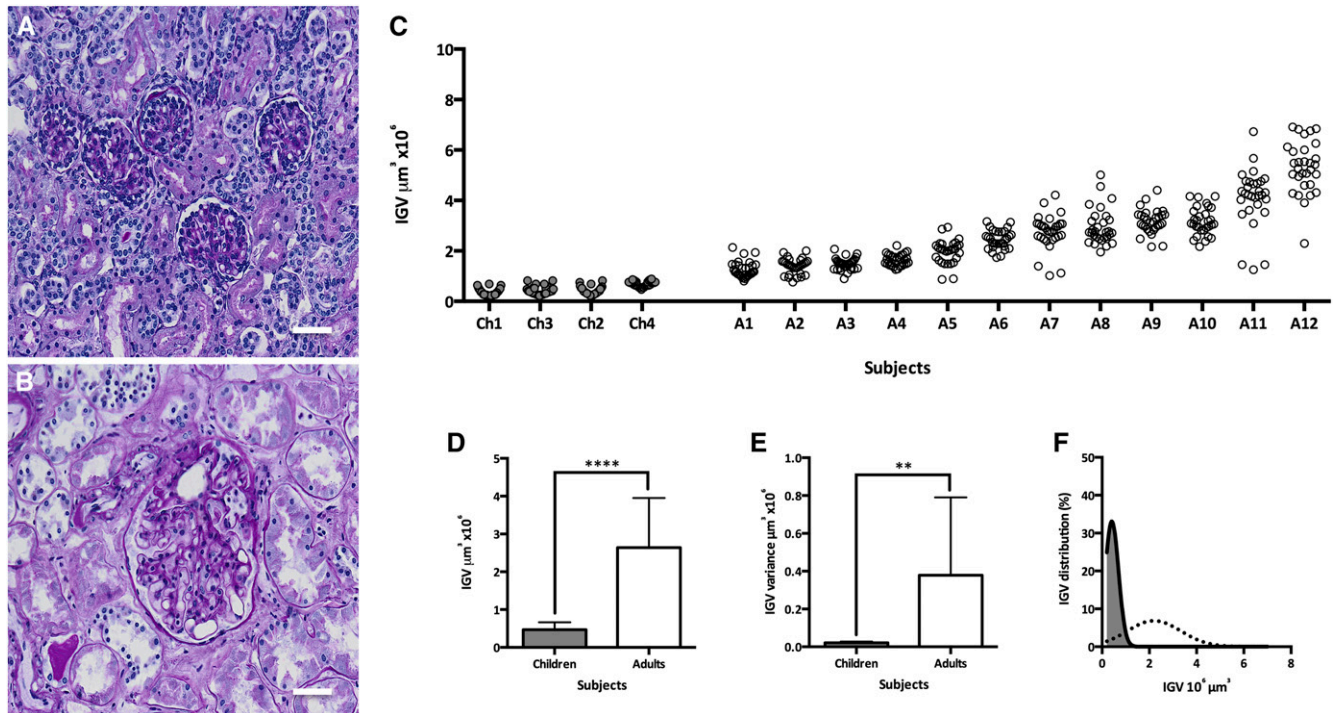 A
B
C
10
8
6
4
2
0
IGV µm³ x10⁶
Ch1 Ch3 Ch2 Ch4 A1 A2 A3 A4 A5 A6 A7 A8 A9 A10 A11 A12
Subjects
D
5
4
3
2
1
0
IGV µm³ x10⁶
****
Children Adults
Subjects
E
1.0
0.8
0.6
0.4
0.2
0.0
IGV variance µm³ x10⁶
**
Children Adults
Subjects
F
50
40
30
20
10
0
IGV distribution (%)
0 2 4 6 8
IGV 10⁶ µm³